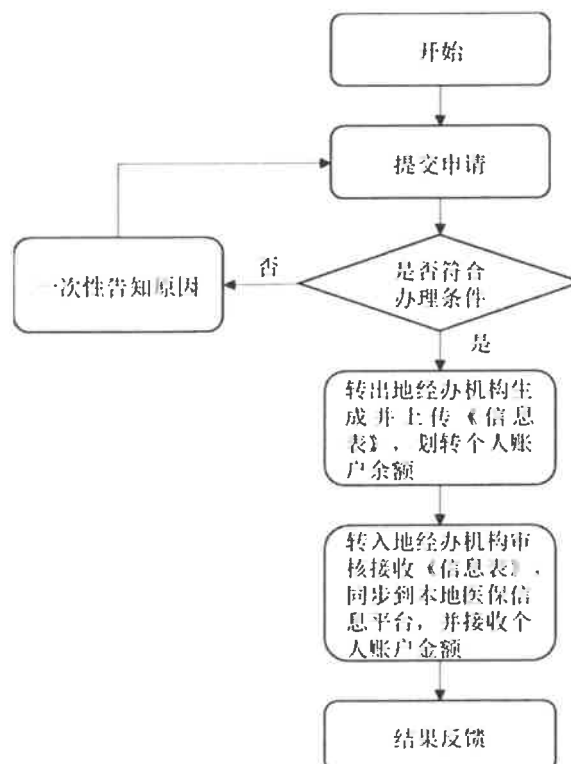 开始
提交申请
一次性告知原因
否
是否符合
办理条件
是
转出地经办机构生
成并上传《信息
表》，划转个人账
户余额
转入地经办机构审
核接收《信息表》，
同步到本地医保信
息平台，并接收个
人账户金额
结果反馈